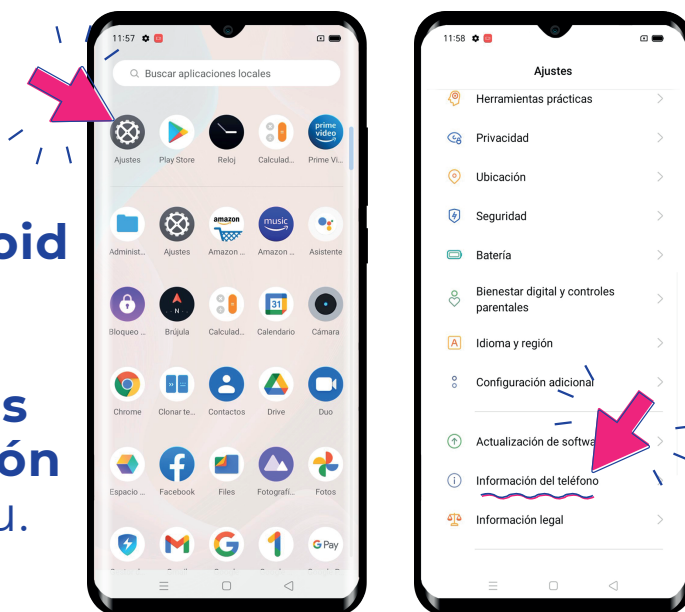 oid
s
ón
u.
11:57
Buscar aplicaciones locales
Ajustes
Play Store
Reloj
Calculad...
prime video
Prime Vi...
Administ...
Ajustes
amazon
Amazon ...
music
Amazon ...
Asistente
Bloqueo ...
N
Brújula
Calculad...
31
Calendario
Cámara
Chrome
Clonar te...
Contactos
Drive
Duo
Espacio ...
Facebook
Files
Fotografí...
Fotos
G Pay
11:58
Ajustes
Herramientas prácticas
Privacidad
Ubicación
Seguridad
Batería
Bienestar digital y controles
parentales
A
Idioma y región
Configuración adicional
Actualización de softwa
Información del teléfono
Información legal